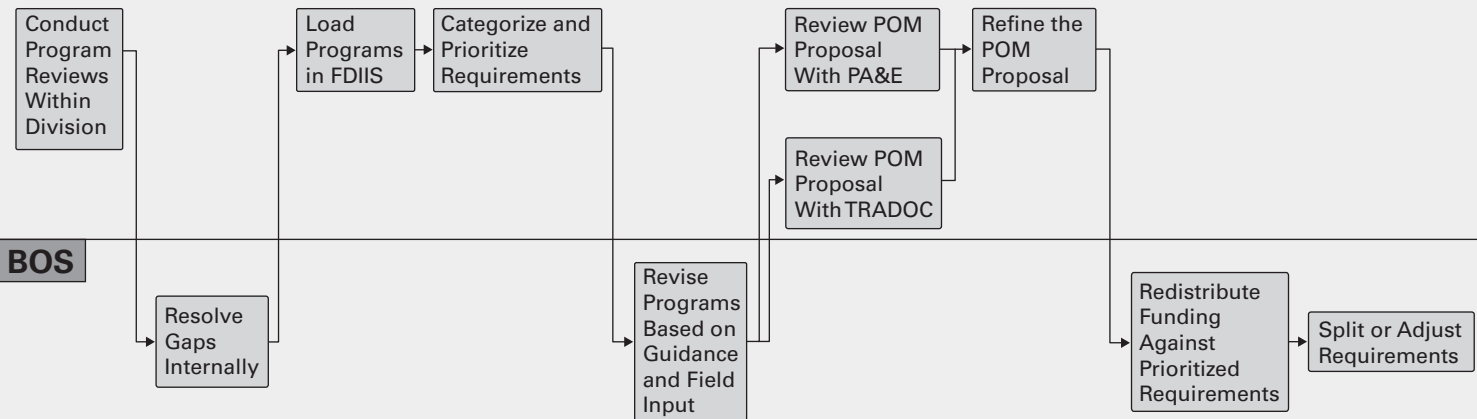 Conduct
Program
Reviews
Within
Division
Load
Programs
in FDIIS
Categorize and
Prioritize
Requirements
Review POM
Proposal
With PA&E
Refine the
POM
Proposal
Review POM
Proposal
With TRADOC
BOS
Resolve
Gaps
Internally
Revise
Programs
Based on
Guidance
and Field
Input
Redistribute
Funding
Against
Prioritized
Requirements
Split or Adjust
Requirements